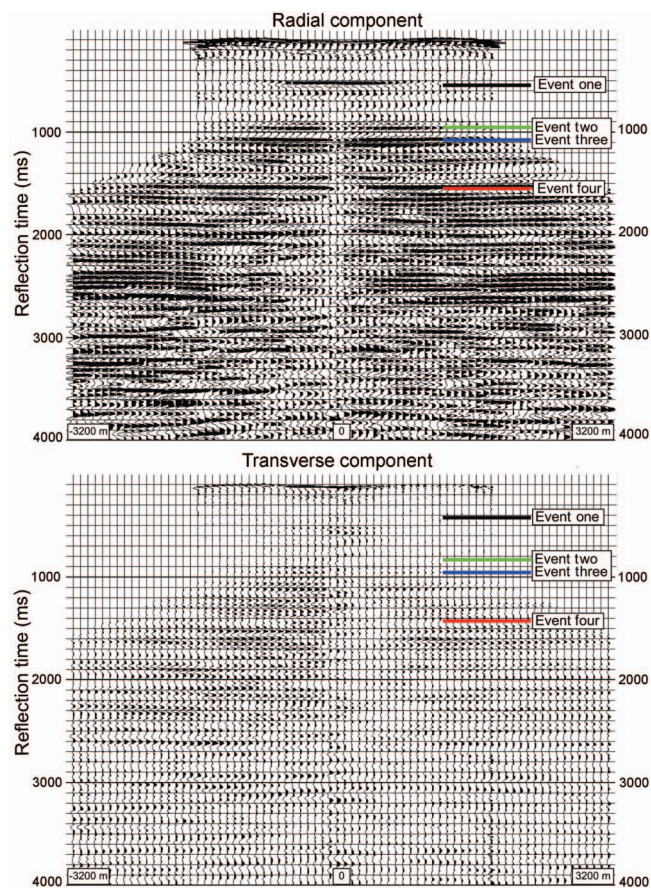 Radial component
Event one
1000 Event two 1000
Event three
Event four
2000 2000
3000 3000
4000 -3200 m 0 3200 m 4000
Reflection time (ms)
Transverse component
Event one
Event two
1000 Event three 1000
Event four
2000 2000
3000 3000
4000 -3200 m 0 3200 m 4000
Reflection time (ms)